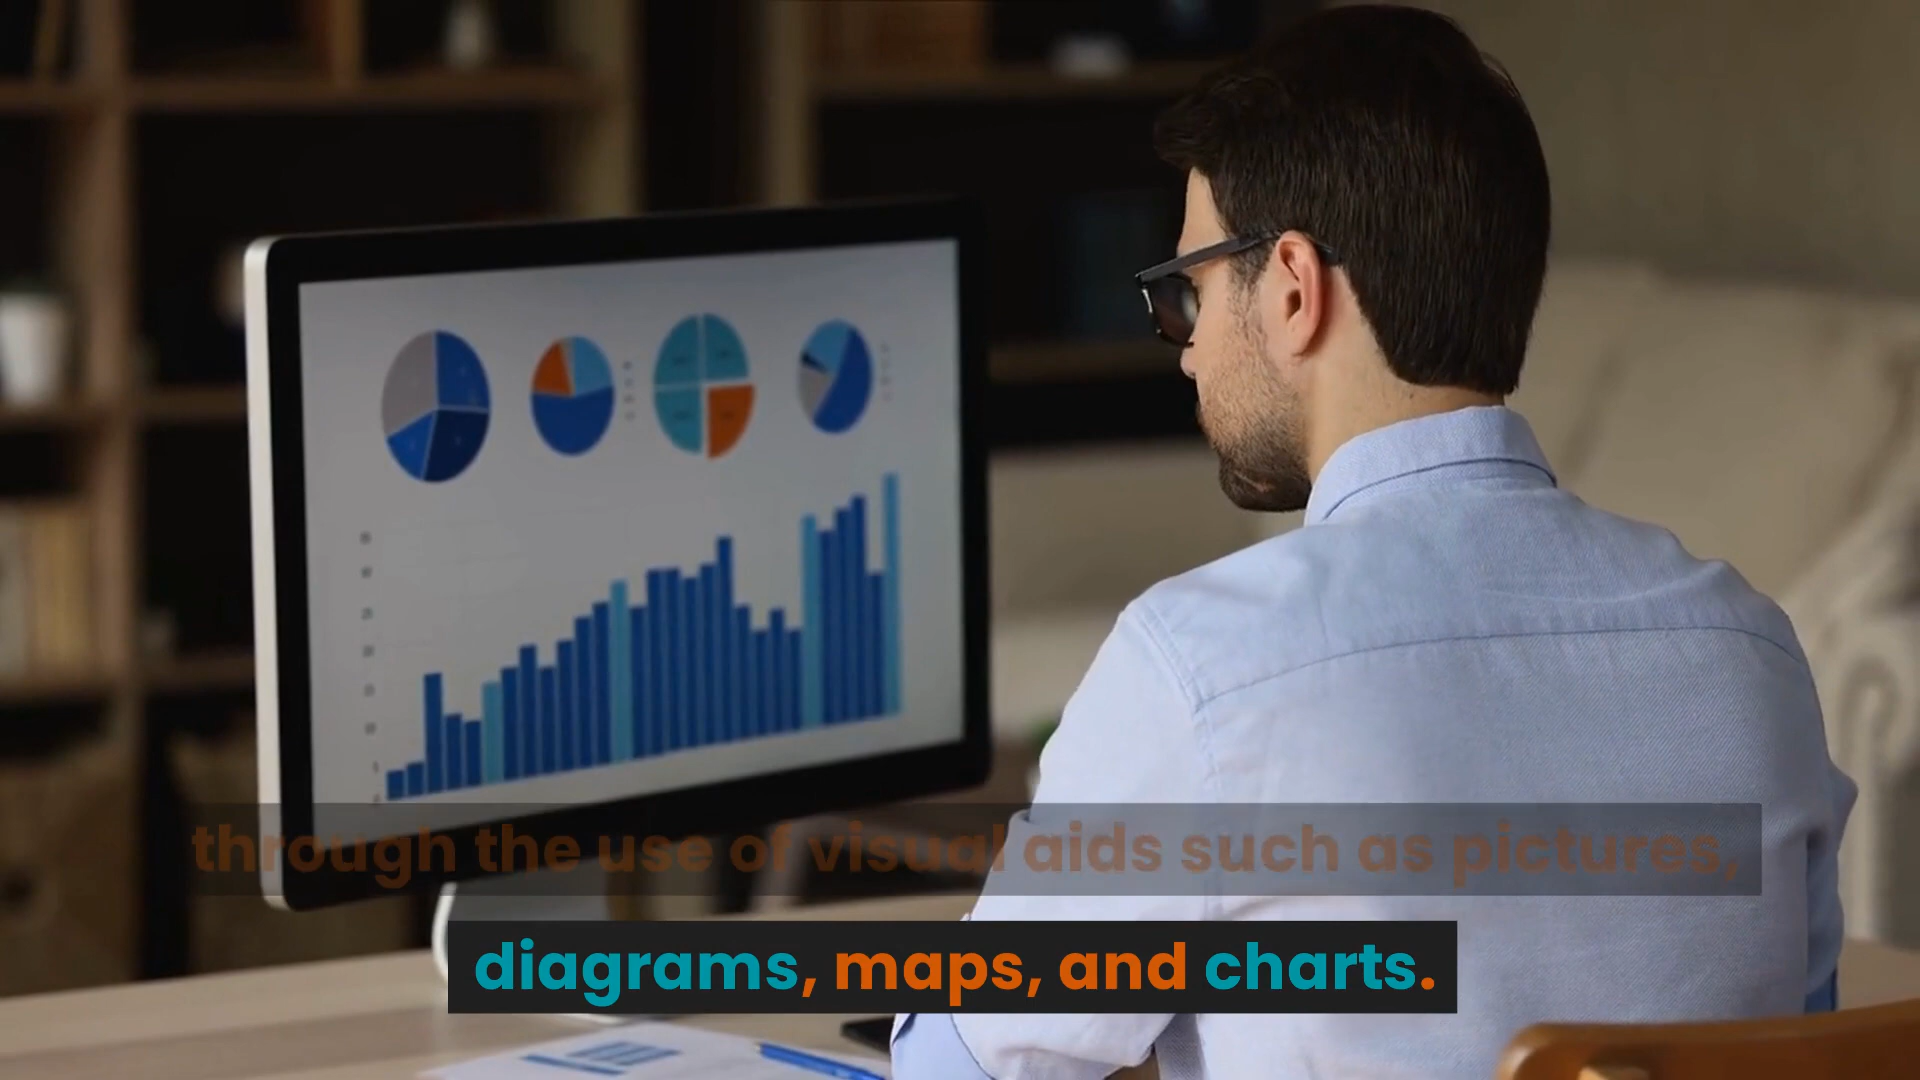 through the use of visual aids such as pictures,
diagrams, maps, and charts.